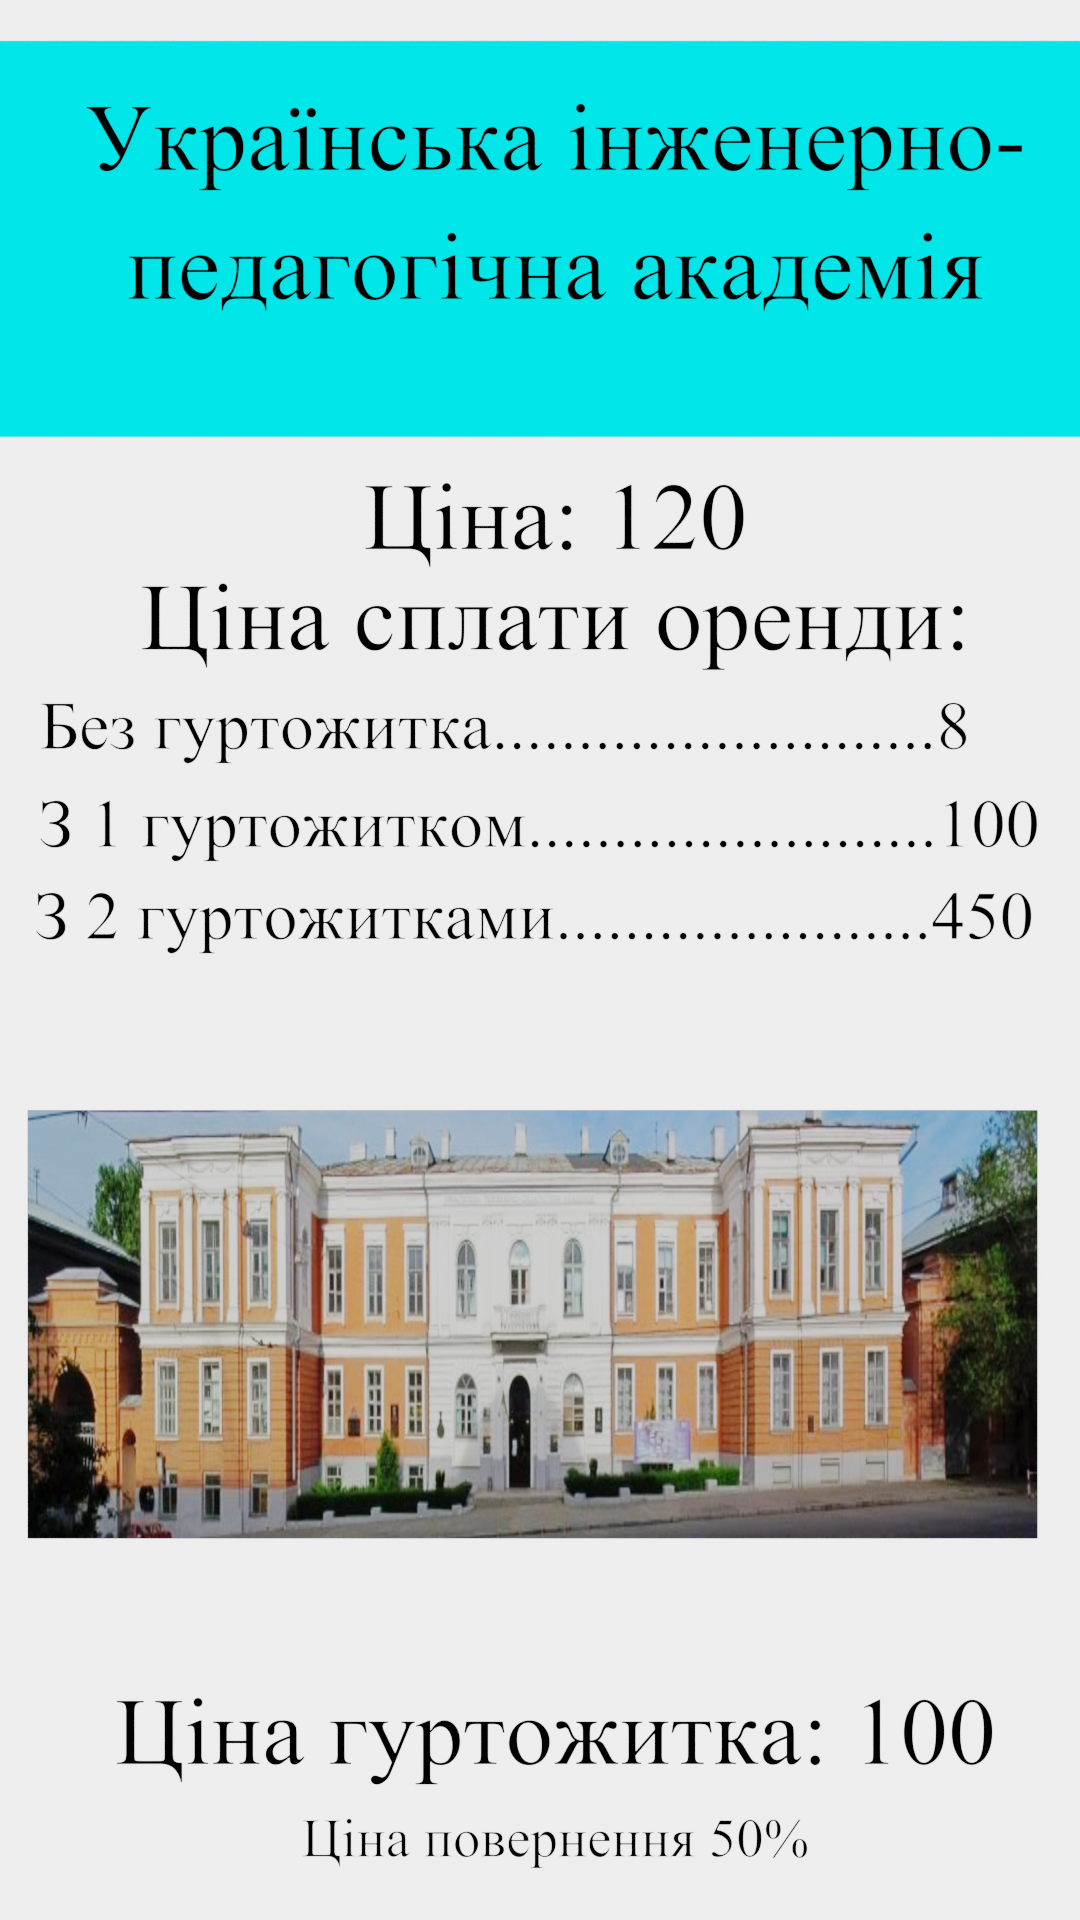 Українська інженерно-
педагогічна академія
Ціна: 120
Ціна сплати оренди:
Без гуртожитка..........................8
З 1 гуртожитком........................100
З 2 гуртожитками......................450
Ціна гуртожитка: 100
Ціна повернення 50%